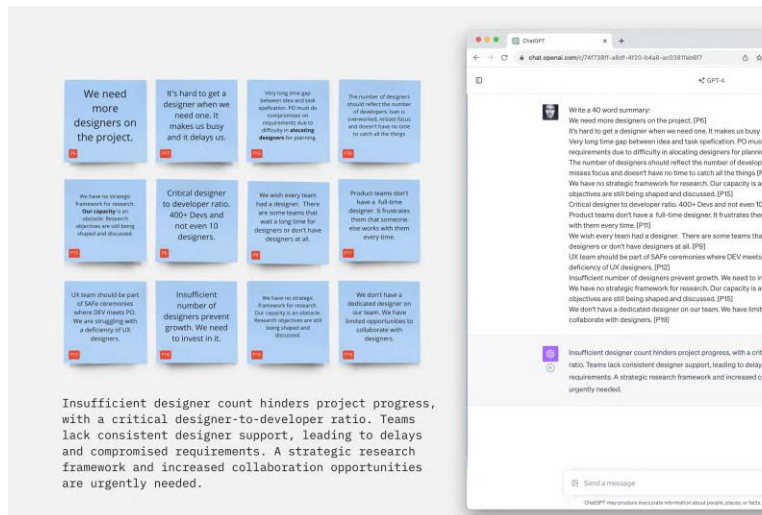 We need
more
designers on
the project.
P6
It's hard to get a
designer when we
need one. It
makes us busy
and it delays us.
Very long time gap
between idea and task
spefication. PO must do
compromises on
requirements due to
difficulty in alocating
designers for planning.
The number of designers
should reflect the number
of developers. Ivan is
overworked, misses focus
and doesn't have no time
to catch all the things
We have no strategic
framework for research.
Our capacity is an
obstacle. Research
objectives are still being
shaped and discussed.
P15
Critical designer
to developer ratio.
400+ Devs and
not even 10
designers.
We wish every team
had a designer. There
are some teams that
wait a long time for
designers or don't have
designers at all.
P9
Product teams don't
have a full-time
designer. It frustrates
them that someone
else works with them
every time.
P11
UX team should be part
of SAFe ceremonies
where DEV meets PO.
We are struggling with
a deficiency of UX
designers.
P12
Insufficient
number of
designers prevent
growth. We need
to invest in it.
We have no strategic
framework for research.
Our capacity is an obstacle.
Research objectives are still
being shaped and
discussed.
P15
We don't have a
dedicated designer on
our team. We have
limited opportunities to
collaborate with
designers.
P19
Insufficient designer count hinders project progress,
with a critical designer-to-developer ratio. Teams
lack consistent designer support, leading to delays
and compromised requirements. A strategic research
framework and increased collaboration opportunities
are urgently needed.
ChatGPT
chat.openai.com/c/
GPT-4
Write a 40 word summary:
We need more designers on the project. [P6]
It's hard to get a designer when we need one. It makes us busy
Very long time gap between idea and task spefication. PO must
requirements due to difficulty in alocating designers for planni
The number of designers should reflect the number of develop
misses focus and doesn't have no time to catch all the things [P
We have no strategic framework for research. Our capacity is a
objectives are still being shaped and discussed. [P15]
Critical designer to developer ratio. 400+ Devs and not even 10
Product teams don't have a full-time designer. It frustrates the
with them every time. [P11]
We wish every team had a designer. There are some teams tha
designers or don't have designers at all. [P9]
UX team should be part of SAFe ceremonies where DEV meets
deficiency of UX designers. [P12]
Insufficient number of designers prevent growth. We need to in
We have no strategic framework for research. Our capacity is a
objectives are still being shaped and discussed. [P15]
We don't have a dedicated designer on our team. We have limit
collaborate with designers. [P19]
Insufficient designer count hinders project progress, with a crit
ratio. Teams lack consistent designer support, leading to delay
requirements. A strategic research framework and increased c
urgently needed.
Send a message
ChatGPT may produce inaccurate information about people, places, or facts.